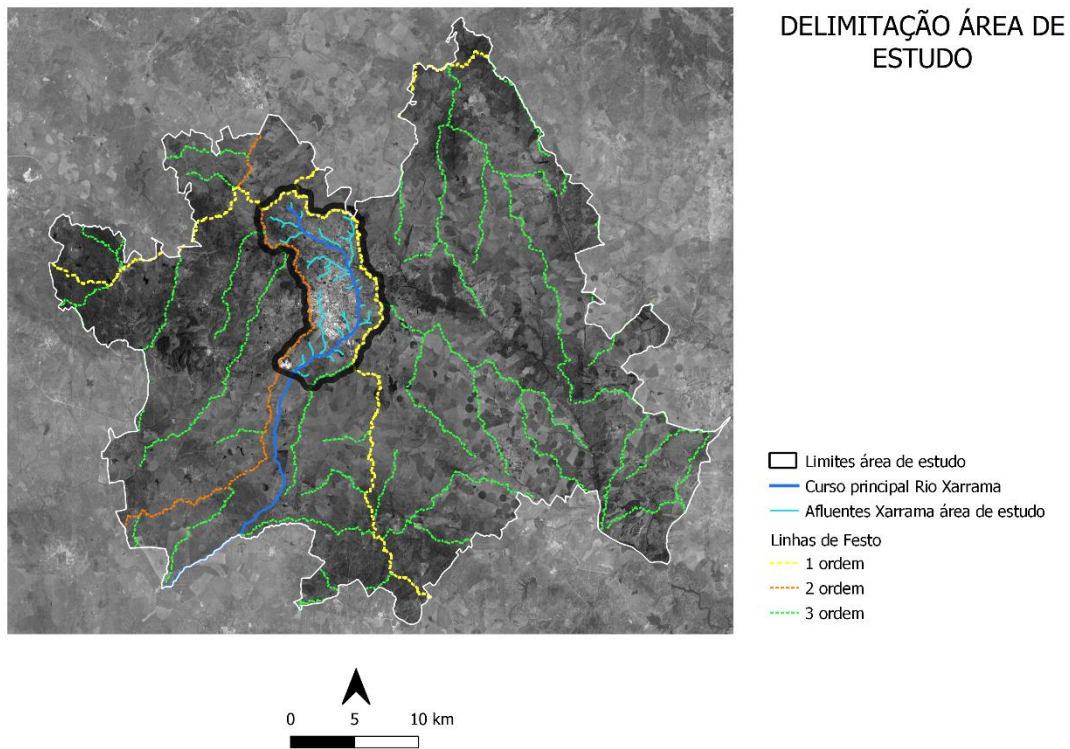 DELIMITAÇÃO ÁREA DE
ESTUDO
Limites área de estudo
Curso principal Rio Xarrama
Afluentes Xarrama área de estudo
Linhas de Festo
1 ordem
2 ordem
3 ordem
0 5 10 km